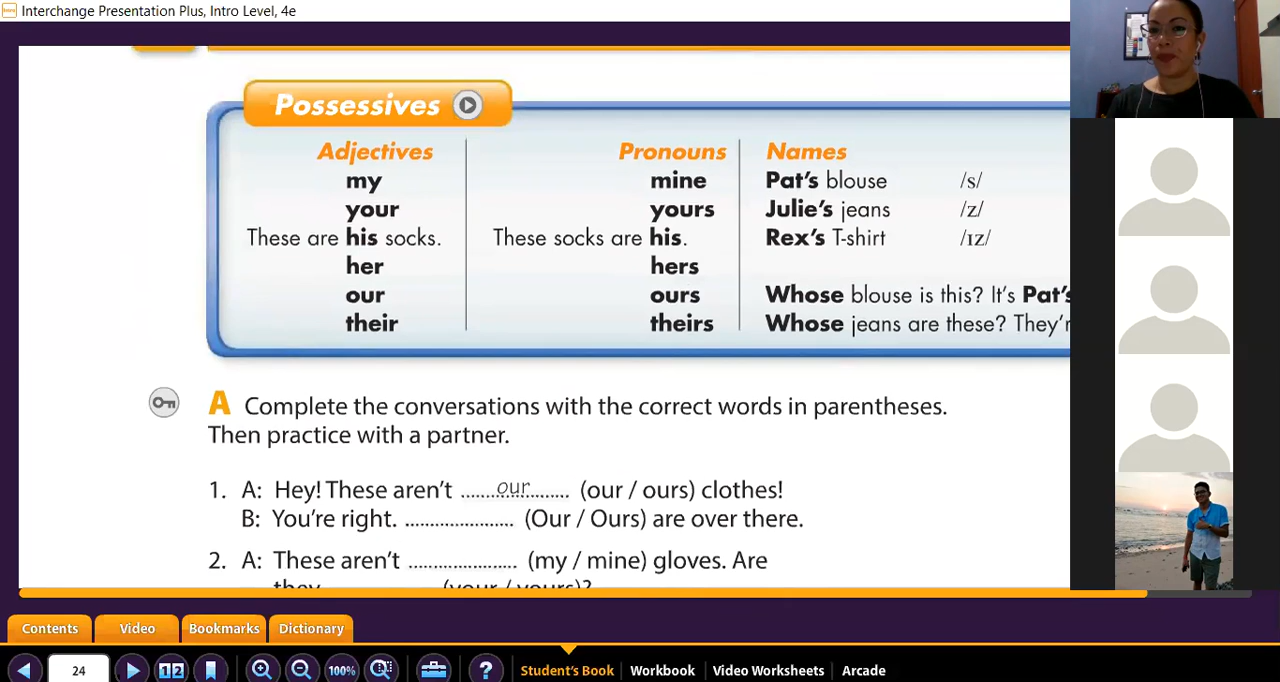 Interchange Presentation Plus, Intro Level, 4e
Possessives
Adjectives Pronouns Names
my mine Pat's blouse /s/
your yours Julie's jeans /z/
These are his socks. These socks are his. Rex's T-shirt /ɪz/
her hers
our ours Whose blouse is this? It's Pat's
their theirs Whose jeans are these?
A Complete the conversations with the correct words in parentheses.
Then practice with a partner.
1. A: Hey! These aren't ........our........ (our / ours) clothes!
B: You're right. ...................... (Our / Ours) are over there.
2. A: These aren't ...................... (my / mine) gloves. Are
they ...................... (your / yours)?
Contents Video Bookmarks Dictionary
24 12 100% ? Student's Book Workbook Video Worksheets Arcade